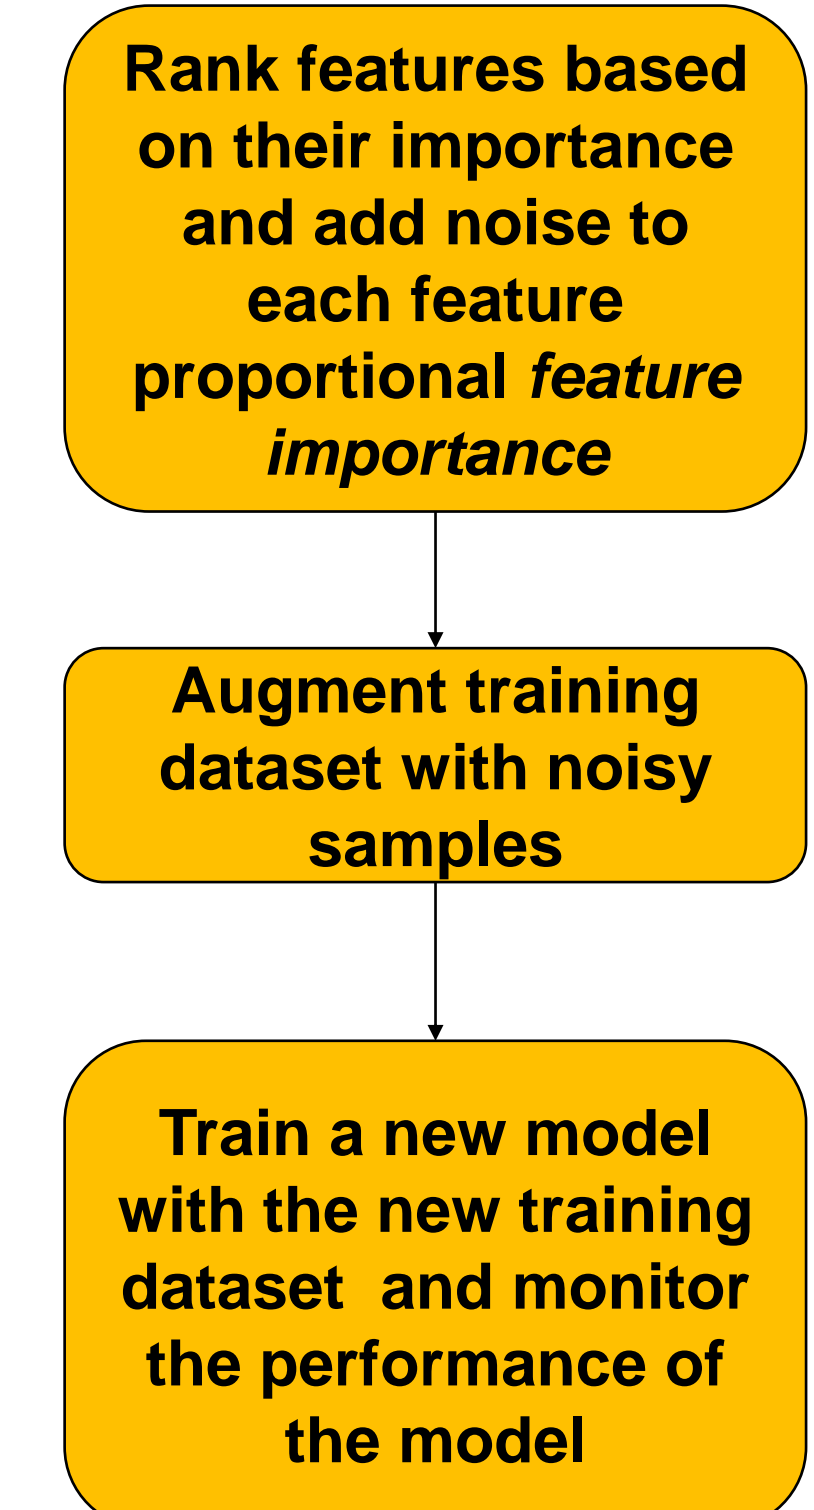 Rank features based
on their importance
and add noise to
each feature
proportional feature
importance
Augment training
dataset with noisy
samples
Train a new model
with the new training
dataset  and monitor
the performance of
the model